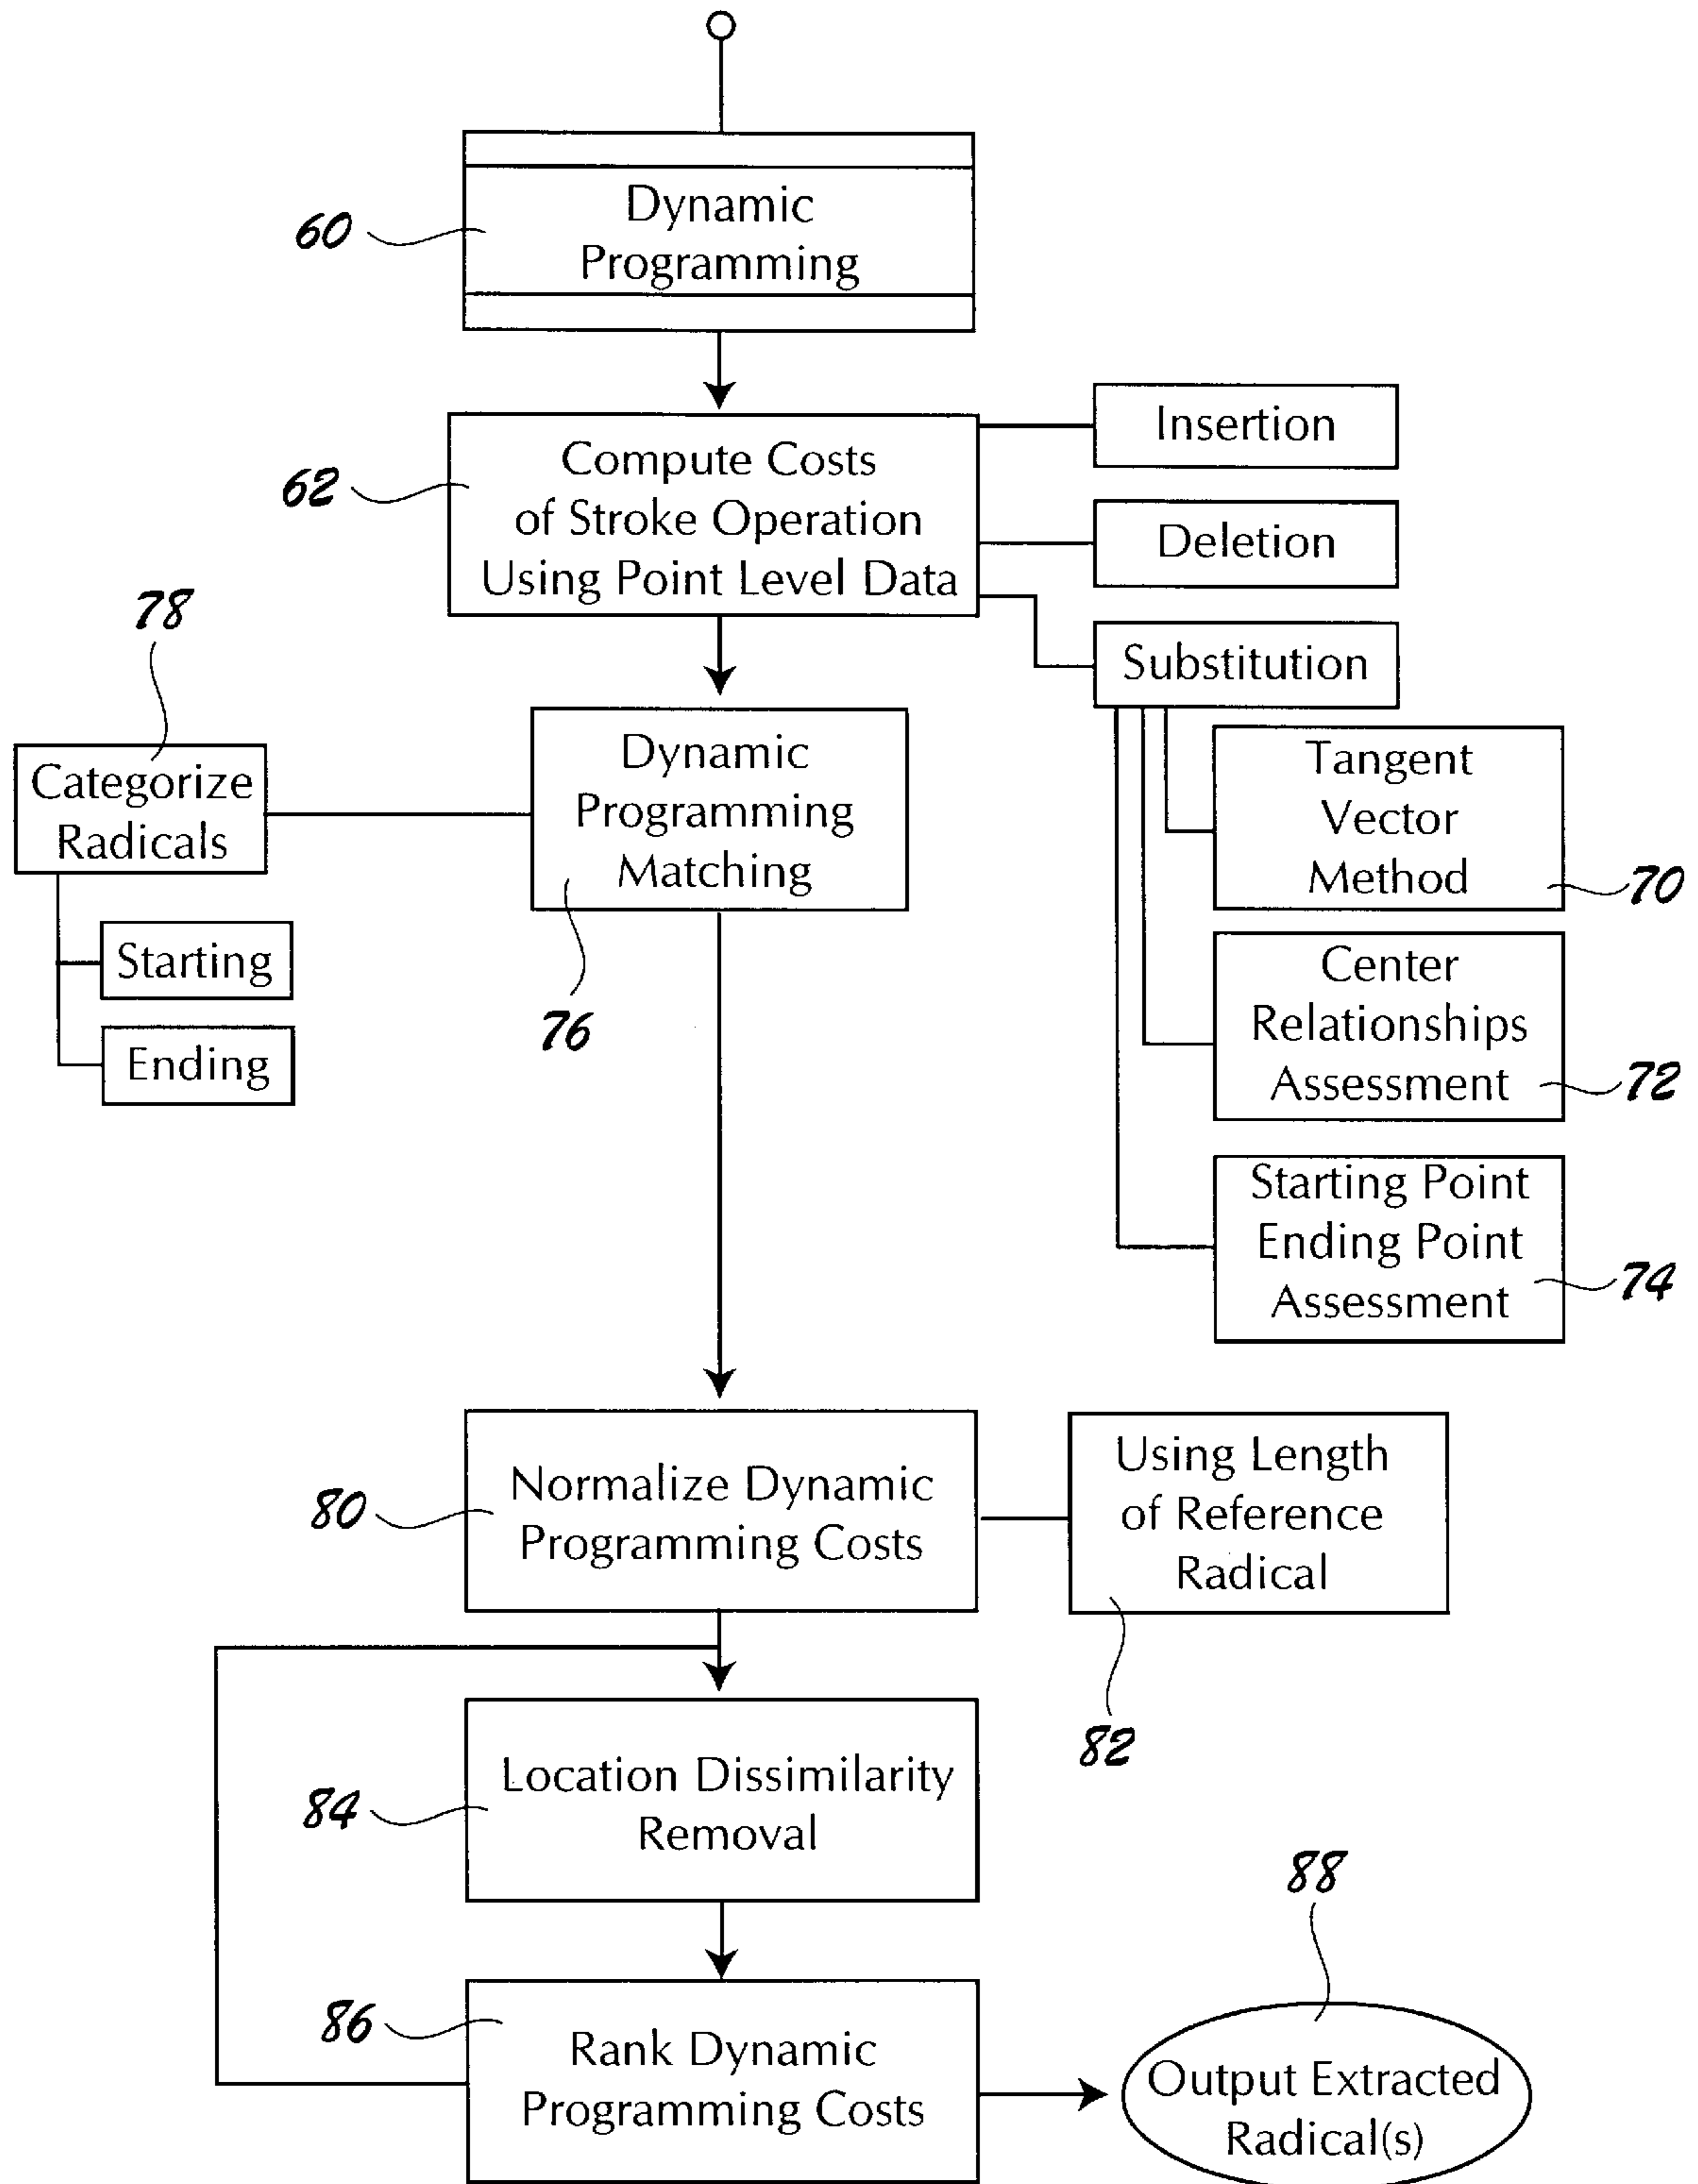 60
Dynamic
Programming
62
Compute Costs
of Stroke Operation
Using Point Level Data
Insertion
Deletion
Substitution
Tangent
Vector
Method
70
Center
Relationships
Assessment
72
Starting Point
Ending Point
Assessment
74
78
Categorize
Radicals
Starting
Ending
Dynamic
Programming
Matching
76
80
Normalize Dynamic
Programming Costs
Using Length
of Reference
Radical
82
84
Location Dissimilarity
Removal
86
Rank Dynamic
Programming Costs
88
Output Extracted
Radical(s)